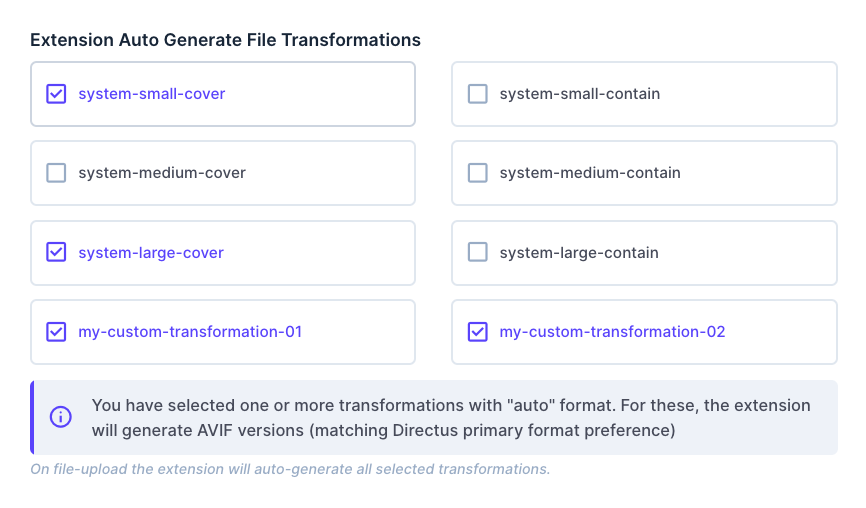 Extension Auto Generate File Transformations
system-small-cover
system-small-contain
system-medium-cover
system-medium-contain
system-large-cover
system-large-contain
my-custom-transformation-01
my-custom-transformation-02
You have selected one or more transformations with "auto" format. For these, the extension
will generate AVIF versions (matching Directus primary format preference)
On file-upload the extension will auto-generate all selected transformations.